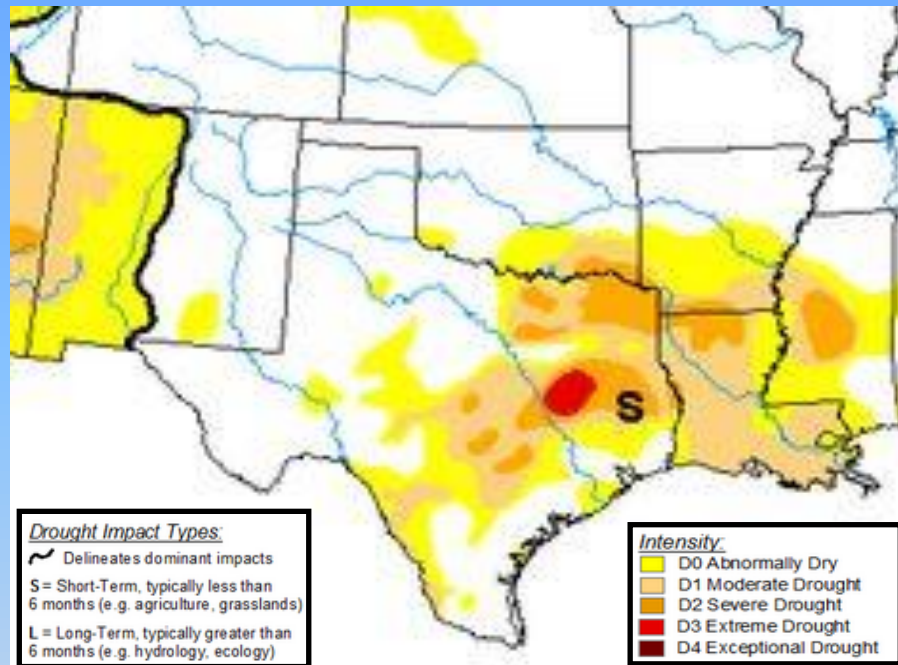 S
Drought Impact Types:
Delineates dominant impacts
S = Short-Term, typically less than
6 months (e.g. agriculture, grasslands)
L = Long-Term, typically greater than
6 months (e.g. hydrology, ecology)
Intensity:
D0 Abnormally Dry
D1 Moderate Drought
D2 Severe Drought
D3 Extreme Drought
D4 Exceptional Drought